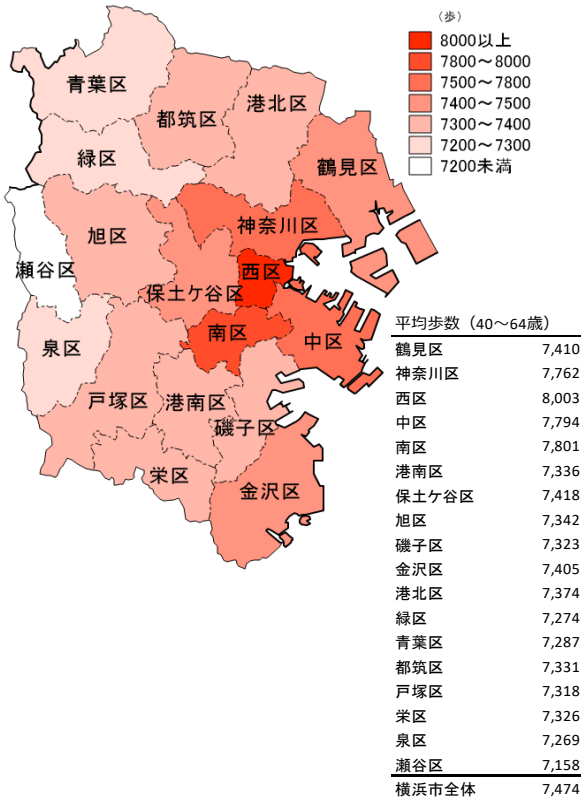 （歩）
8000以上
7800～8000
7500～7800
7400～7500
7300～7400
7200～7300
7200未満
青葉区
都筑区
港北区
緑区
鶴見区
神奈川区
旭区
瀬谷区
西区
保土ケ谷区
南区
中区
泉区
戸塚区
港南区
磯子区
栄区
金沢区
平均歩数（40～64歳）
鶴見区 7,410
神奈川区 7,762
西区 8,003
中区 7,794
南区 7,801
港南区 7,336
保土ケ谷区 7,418
旭区 7,342
磯子区 7,323
金沢区 7,405
港北区 7,374
緑区 7,274
青葉区 7,287
都筑区 7,331
戸塚区 7,318
栄区 7,326
泉区 7,269
瀬谷区 7,158
横浜市全体 7,474